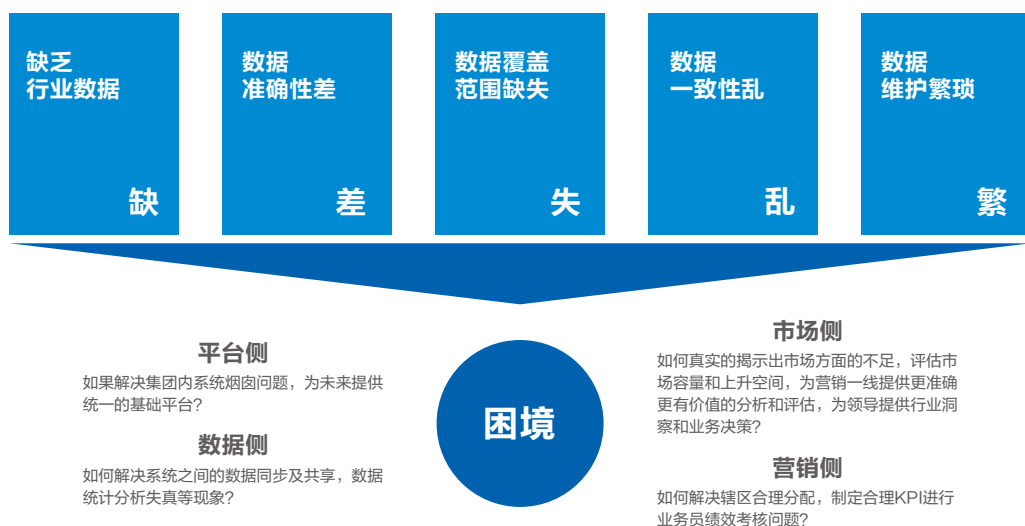 缺乏
行业数据
缺
数据
准确性差
差
数据覆盖
范围缺失
失
数据
一致性乱
乱
数据
维护繁琐
繁
平台侧
如果解决集团内系统烟囱问题，为未来提供
统一的基础平台？
数据侧
如何解决系统之间的数据同步及共享，数据
统计分析失真等现象？
困境
市场侧
如何真实的揭示出市场方面的不足，评估市
场容量和上升空间，为营销一线提供更准确
更有价值的分析和评估，为领导提供行业洞
察和业务决策？
营销侧
如何解决辖区合理分配，制定合理KPI进行
业务员绩效考核问题？